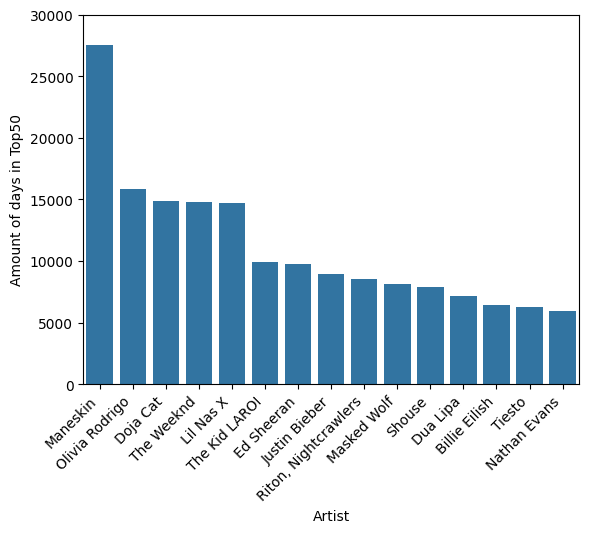 30000
25000
20000
15000
10000
5000
0
Amount of days in Top50
Maneskin
Olivia Rodrigo
Doja Cat
The Weeknd
Lil Nas X
The Kid LAROI
Ed Sheeran
Justin Bieber
Riton, Nightcrawlers
Masked Wolf
Shouse
Dua Lipa
Billie Eilish
Tiesto
Nathan Evans
Artist